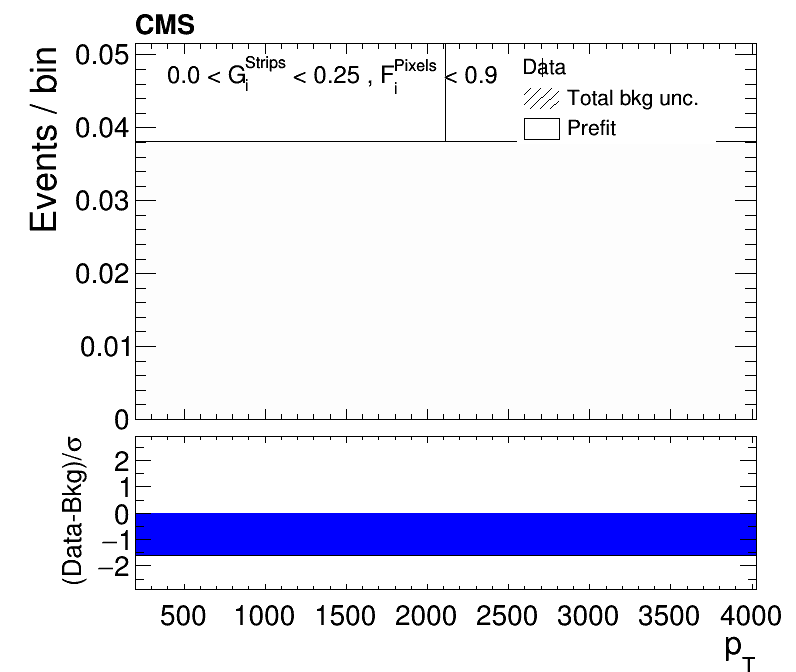 CMS
0.0 < G_i^Strips < 0.25 , F_i^Pixels < 0.9
Data
Total bkg unc.
Prefit
Events / bin
0.05
0.04
0.03
0.02
0.01
0
(Data-Bkg)/σ
2
1
0
−1
−2
500 1000 1500 2000 2500 3000 3500 4000
p_T